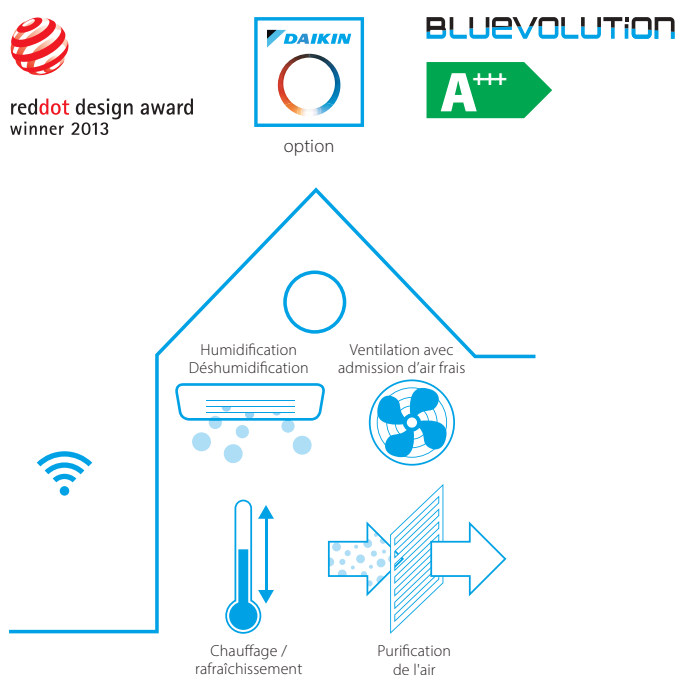 reddot design award
winner 2013
DAIKIN
option
BLUEVOLUTiON
A+++
Humidification
Déshumidification
Ventilation avec
admission d'air frais
Chauffage /
rafraîchissement
Purification
de l'air